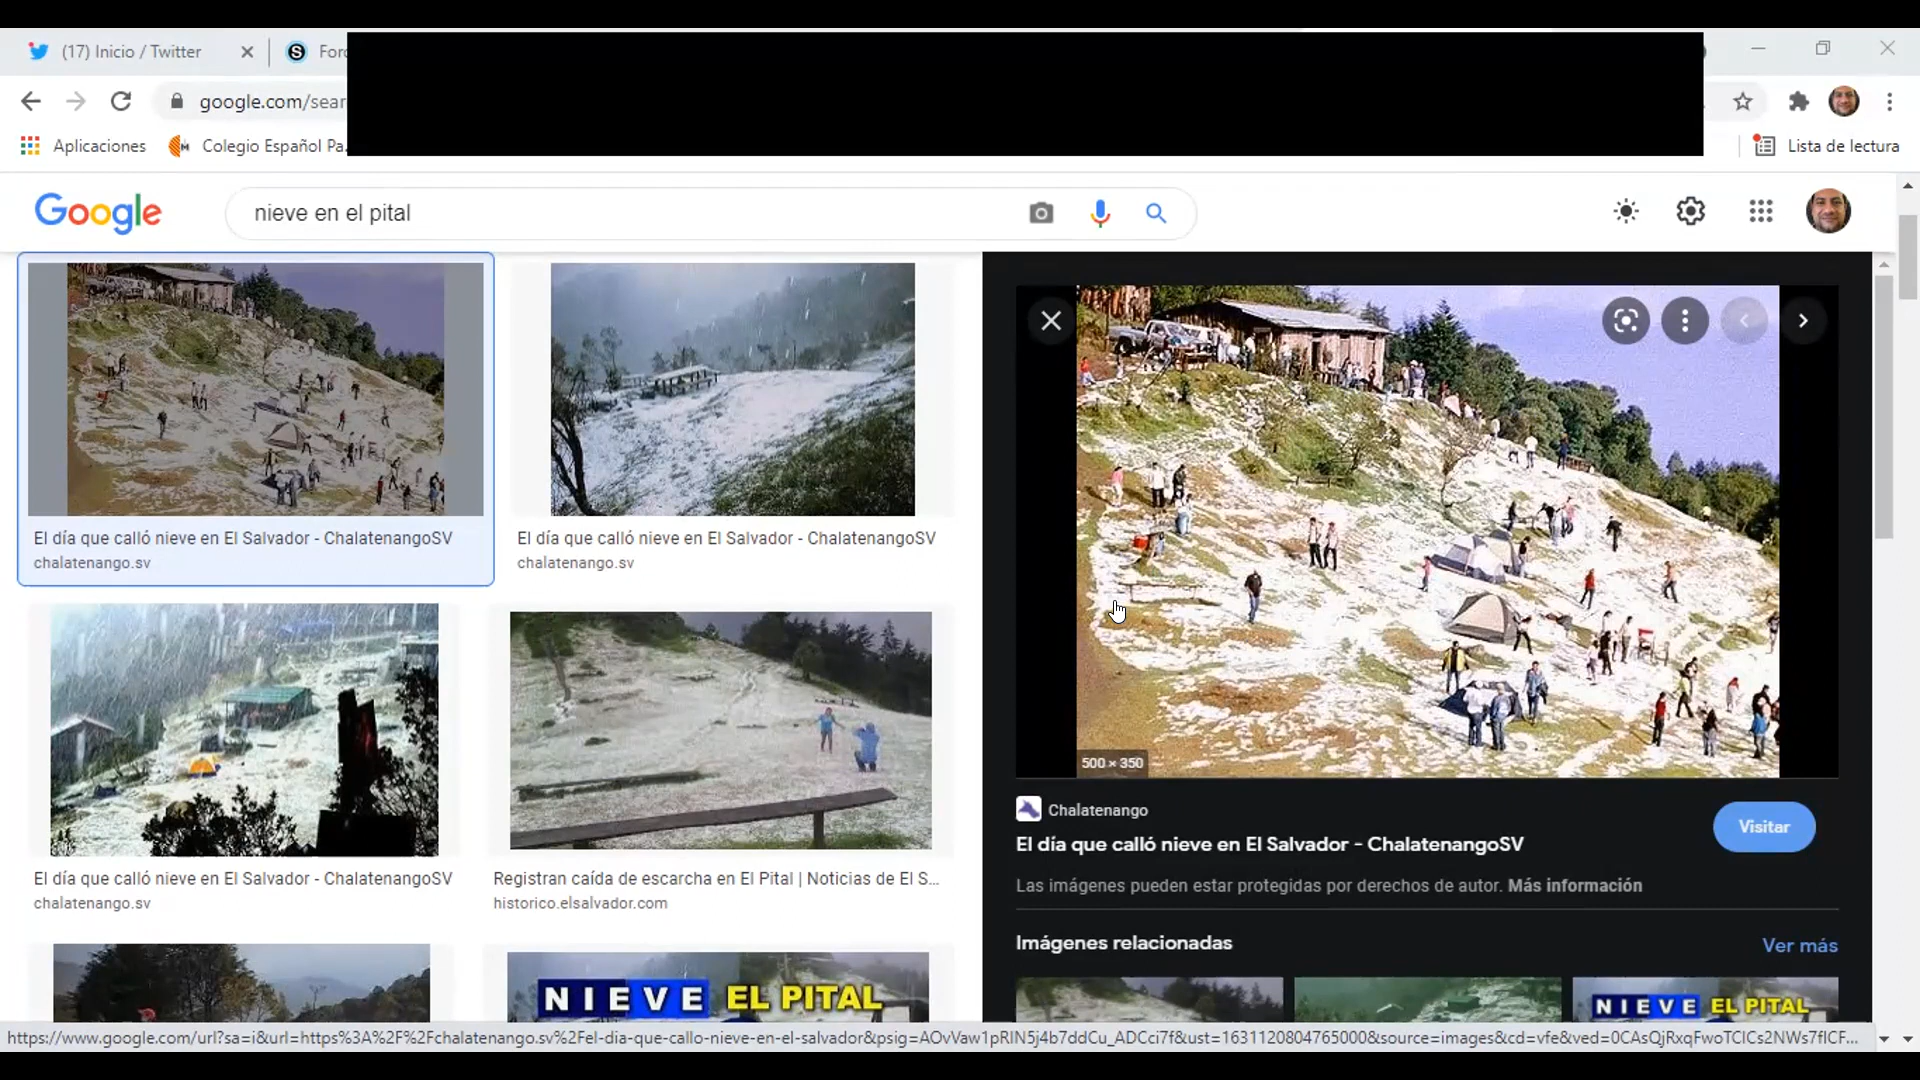 (17) Inicio / Twitter
google.com/sear
Aplicaciones
Colegio Español Pa
Lista de lectura
Google
nieve en el pital
El día que calló nieve en El Salvador - ChalatenangoSV
chalatenango.sv
El día que calló nieve en El Salvador - ChalatenangoSV
chalatenango.sv
El día que calló nieve en El Salvador - ChalatenangoSV
chalatenango.sv
Registran caída de escarcha en El Pital | Noticias de El S...
historico.elsalvador.com
NIEVE EL PITAL
500 × 350
Chalatenango
El día que calló nieve en El Salvador - ChalatenangoSV
Visitar
Las imágenes pueden estar protegidas por derechos de autor. Más información
Imágenes relacionadas
Ver más
NIEVE EL PITAL
https://www.google.com/url?sa=i&url=https%3A%2F%2Fchalatenango.sv%2Fel-dia-que-callo-nieve-en-el-salvador&psig=AOvVaw1pRIN5j4b7ddCu_ADCci7f&ust=1631120804765000&source=images&cd=vfe&ved=0CAsQjRxqFwoTCICs2NWs7fICF...